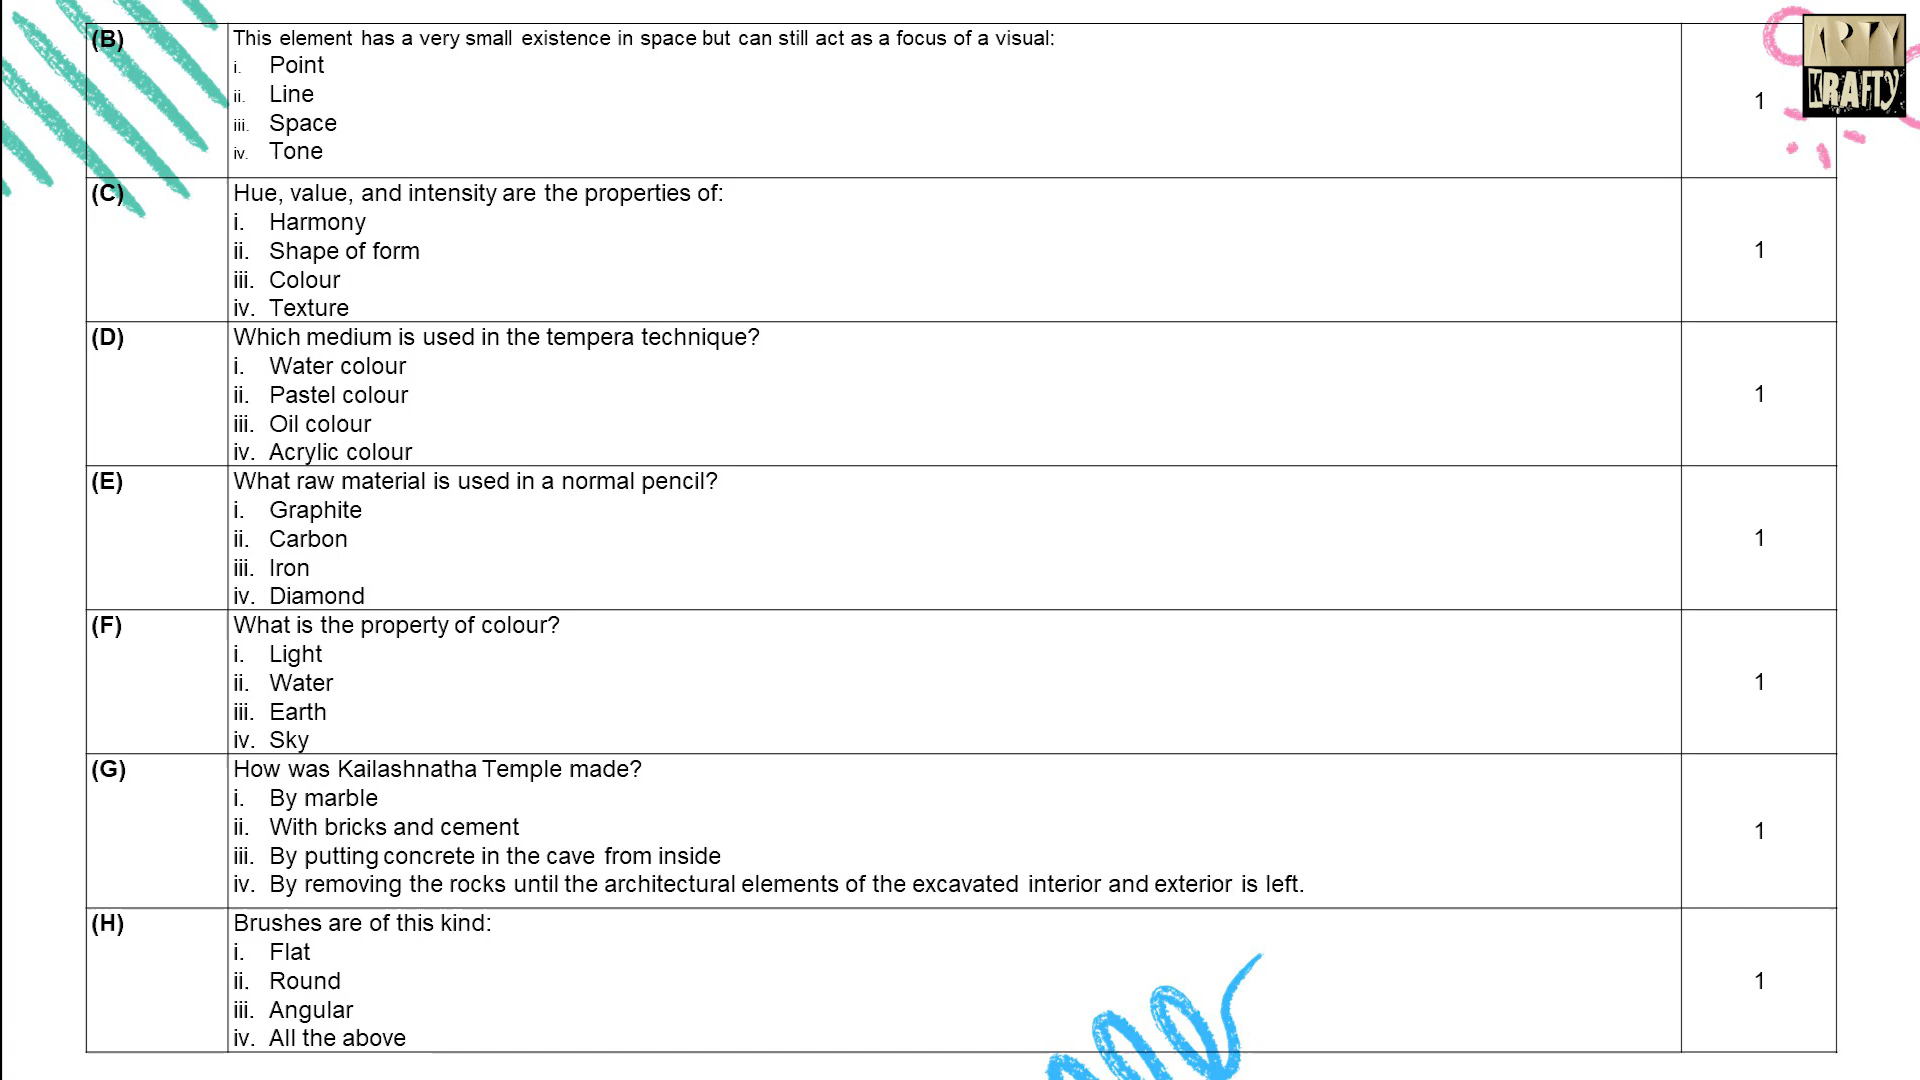 (B) This element has a very small existence in space but can still act as a focus of a visual:
i. Point
ii. Line
iii. Space
iv. Tone
1
ARTY
KRAFTY
(C) Hue, value, and intensity are the properties of:
i. Harmony
ii. Shape of form
iii. Colour
iv. Texture
1
(D) Which medium is used in the tempera technique?
i. Water colour
ii. Pastel colour
iii. Oil colour
iv. Acrylic colour
1
(E) What raw material is used in a normal pencil?
i. Graphite
ii. Carbon
iii. Iron
iv. Diamond
1
(F) What is the property of colour?
i. Light
ii. Water
iii. Earth
iv. Sky
1
(G) How was Kailashnatha Temple made?
i. By marble
ii. With bricks and cement
iii. By putting concrete in the cave from inside
iv. By removing the rocks until the architectural elements of the excavated interior and exterior is left.
1
(H) Brushes are of this kind:
i. Flat
ii. Round
iii. Angular
iv. All the above
1